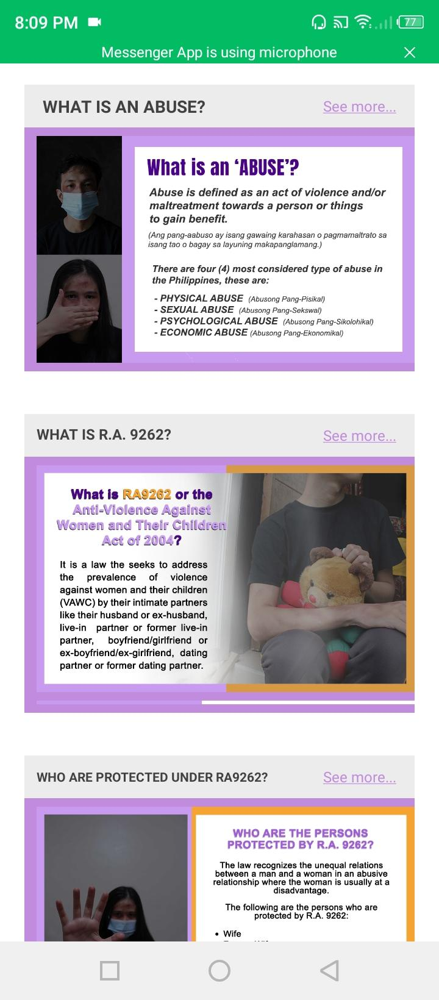 8:09 PM
77
Messenger App is using microphone
WHAT IS AN ABUSE?
See more...
What is an ‘ABUSE’?
Abuse is defined as an act of violence and/or
maltreatment towards a person or things
to gain benefit.
(Ang pang-aabuso ay isang gawaing karahasan o pagmamaltrato sa
isang tao o bagay sa layuning makapanglamang.)
There are four (4) most considered type of abuse in
the Philippines, these are:
- PHYSICAL ABUSE (Abusong Pang-Pisikal)
- SEXUAL ABUSE (Abusong Pang-Sekswal)
- PSYCHOLOGICAL ABUSE (Abusong Pang-Sikolohikal)
- ECONOMIC ABUSE (Abusong Pang-Ekonomikal)
WHAT IS R.A. 9262?
See more...
What is RA9262 or the
Anti-Violence Against
Women and Their Children
Act of 2004?
It is a law the seeks to address
the prevalence of violence
against women and their children
(VAWC) by their intimate partners
like their husband or ex-husband,
live-in partner or former live-in
partner, boyfriend/girlfriend or
ex-boyfriend/ex-girlfriend, dating
partner or former dating partner.
WHO ARE PROTECTED UNDER RA9262?
See more...
WHO ARE THE PERSONS
PROTECTED BY R.A. 9262?
The law recognizes the unequal relations
between a man and a woman in an abusive
relationship where the woman is usually at a
disadvantage.
The following are the persons who are
protected by R.A. 9262:
• Wife